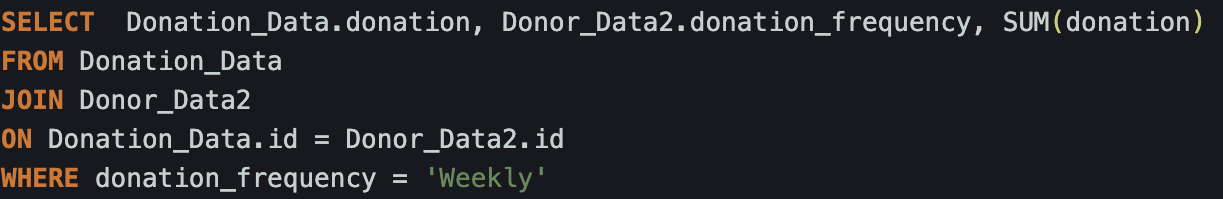 SELECT  Donation_Data.donation, Donor_Data2.donation_frequency, SUM(donation)
FROM Donation_Data
JOIN Donor_Data2
ON Donation_Data.id = Donor_Data2.id
WHERE donation_frequency = 'Weekly'